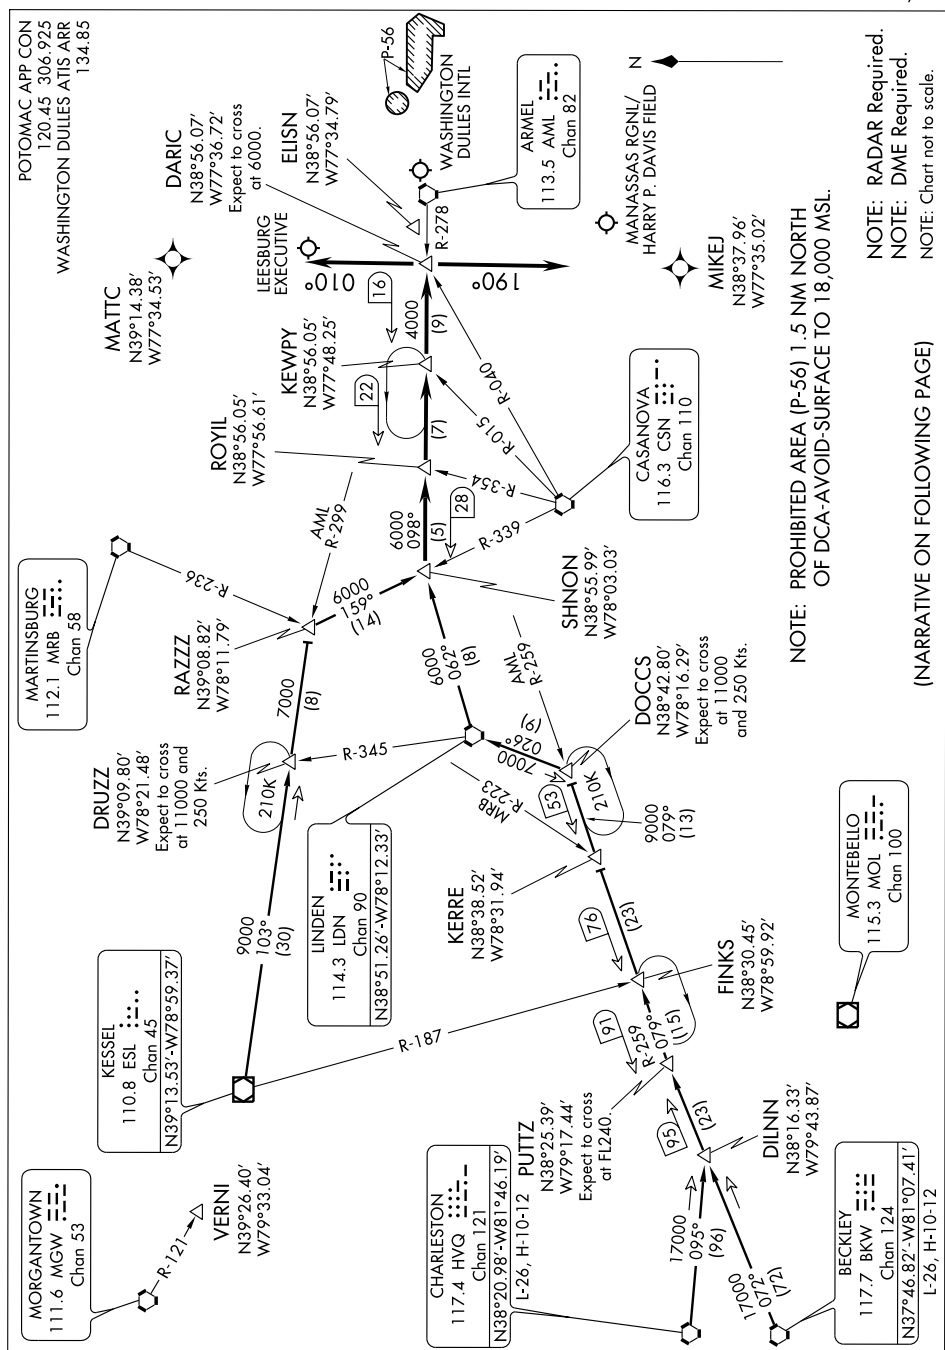 POTOMAC APP CON
120.45 306.925
WASHINGTON DULLES ATIS ARR
134.85
MATTC
N39°14.38′
W77°34.53′
DARIC
N38°56.07′
W77°36.72′
Expect to cross
at 6000.
ELISN
N38°56.07′
W77°34.79′
P-56
WASHINGTON
DULLES INTL
ARMEL
113.5 AML
Chan 82
R-278
LEESBURG
EXECUTIVE
010°
190°
N
MANASSAS RGNL/
HARRY P. DAVIS FIELD
MIKEJ
N38°37.96′
W77°35.02′
NOTE: RADAR Required.
NOTE: DME Required.
NOTE: Chart not to scale.
NOTE: PROHIBITED AREA (P-56) 1.5 NM NORTH
OF DCA-AVOID-SURFACE TO 18,000 MSL.
(NARRATIVE ON FOLLOWING PAGE)
ROYIL
N38°56.05′
W77°56.61′
KEWPY
N38°56.05′
W77°48.25′
16
4000
(9)
22
(7)
R-040
R-015
R-354
R-339
CASANOVA
116.3 CSN
Chan 110
6000
098°
(5)
28
MARTINSBURG
112.1 MRB
Chan 58
R-236
AML
R-299
RAZZZ
N39°08.82′
W78°11.79′
6000
159°
(14)
SHNON
N38°55.99′
W78°03.03′
7000
(8)
6000
062°
(8)
AML
R-259
DRUZZ
N39°09.80′
W78°21.48′
Expect to cross
at 11000 and
250 Kts.
210K
R-345
7000
026°
(9)
DOCCS
N38°42.80′
W78°16.29′
Expect to cross
at 11000
and 250 Kts.
MRB
R-223
53
210K
9000
079°
(13)
LINDEN
114.3 LDN
Chan 90
N38°51.26′-W78°12.33′
KERRE
N38°38.52′
W78°31.94′
9000
103°
(30)
76
(23)
KESSEL
110.8 ESL
Chan 45
N39°13.53′-W78°59.37′
R-187
FINKS
N38°30.45′
W78°59.92′
MONTEBELLO
115.3 MOL
Chan 100
91
R-259
079°
(15)
PUTTZ
N38°25.39′
W79°17.44′
Expect to cross
at FL240.
95
(23)
DILNN
N38°16.33′
W79°43.87′
MORGANTOWN
111.6 MGW
Chan 53
R-121
VERNI
N39°26.40′
W79°33.04′
CHARLESTON
117.4 HVQ
Chan 121
N38°20.98′-W81°46.19′
L-26, H-10-12
17000
095°
(96)
17000
072°
(72)
BECKLEY
117.7 BKW
Chan 124
N37°46.82′-W81°07.41′
L-26, H-10-12